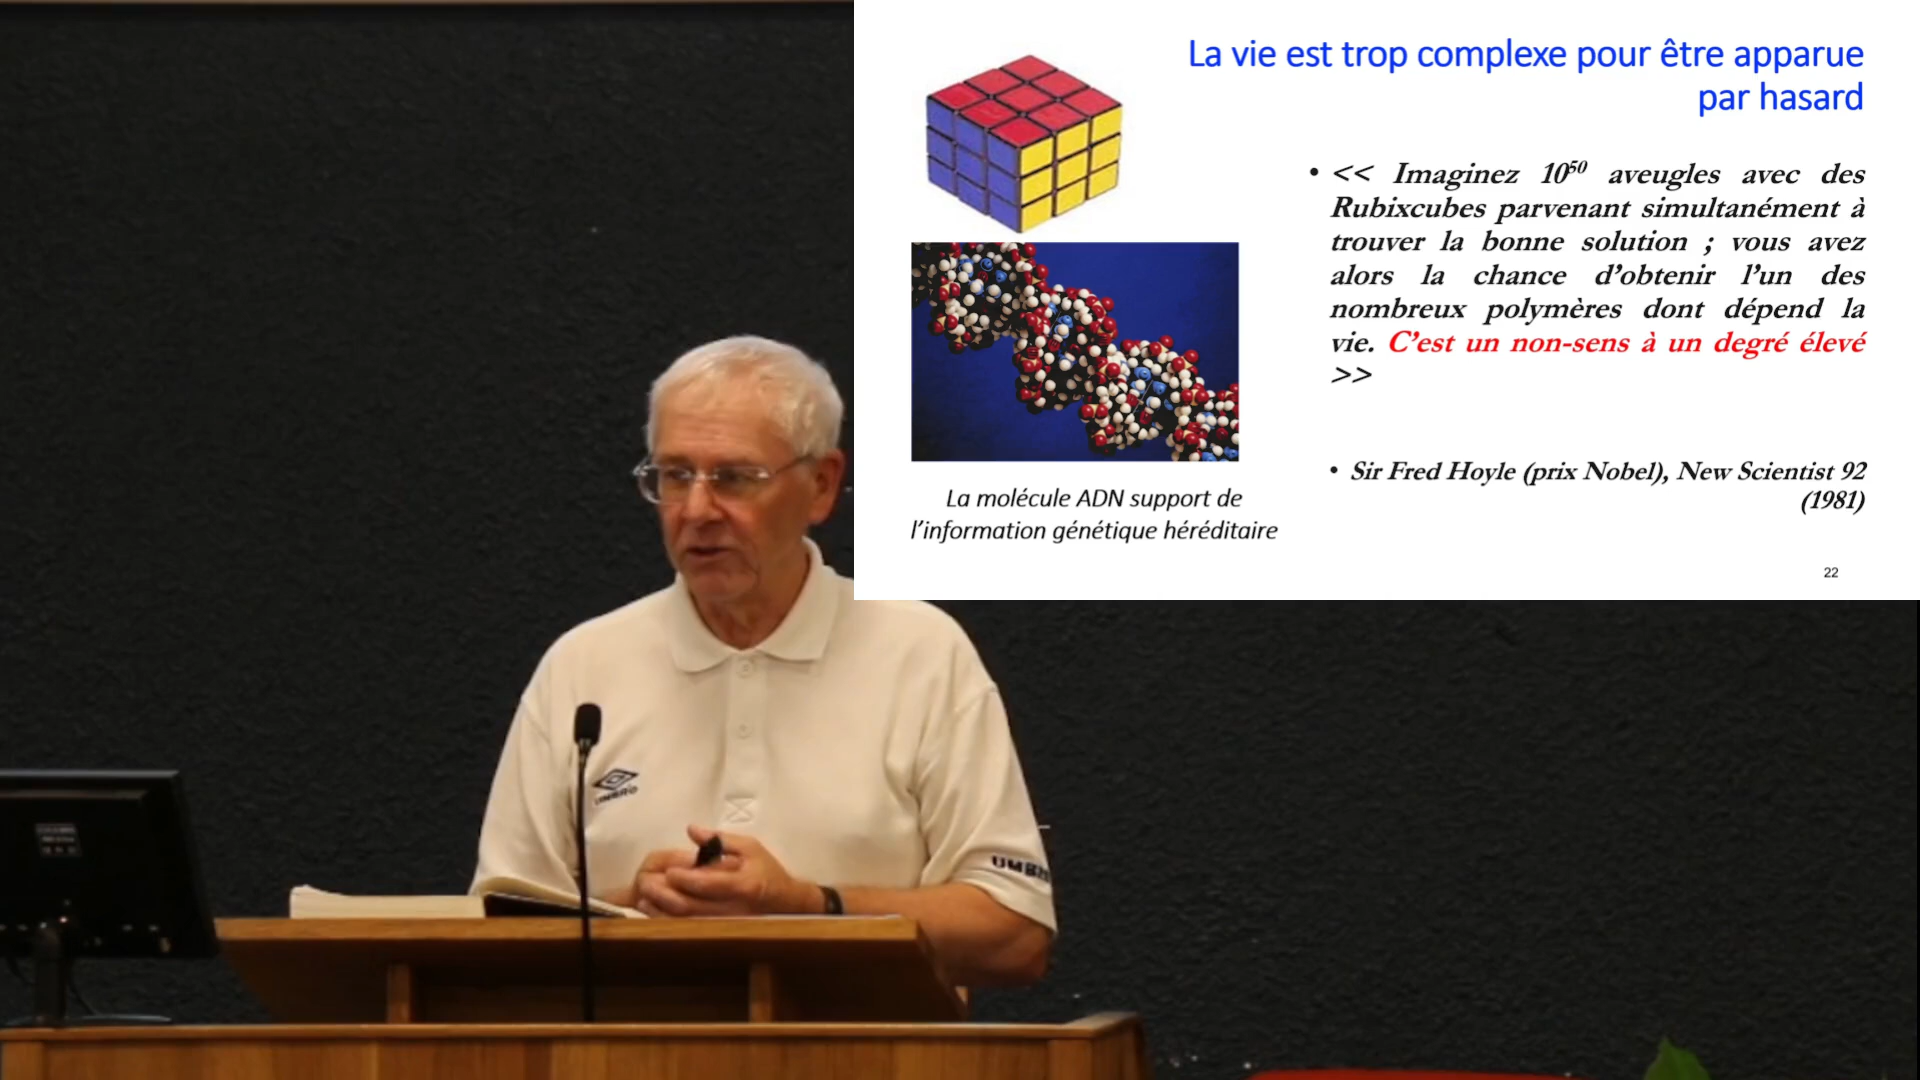 La vie est trop complexe pour être apparue
par hasard
• << Imaginez 10⁵⁰ aveugles avec des
Rubixcubes parvenant simultanément à
trouver la bonne solution ; vous avez
alors la chance d’obtenir l’un des
nombreux polymères dont dépend la
vie. C’est un non-sens à un degré élevé
>>
• Sir Fred Hoyle (prix Nobel), New Scientist 92
(1981)
La molécule ADN support de
l’information génétique héréditaire
22
UMBRO